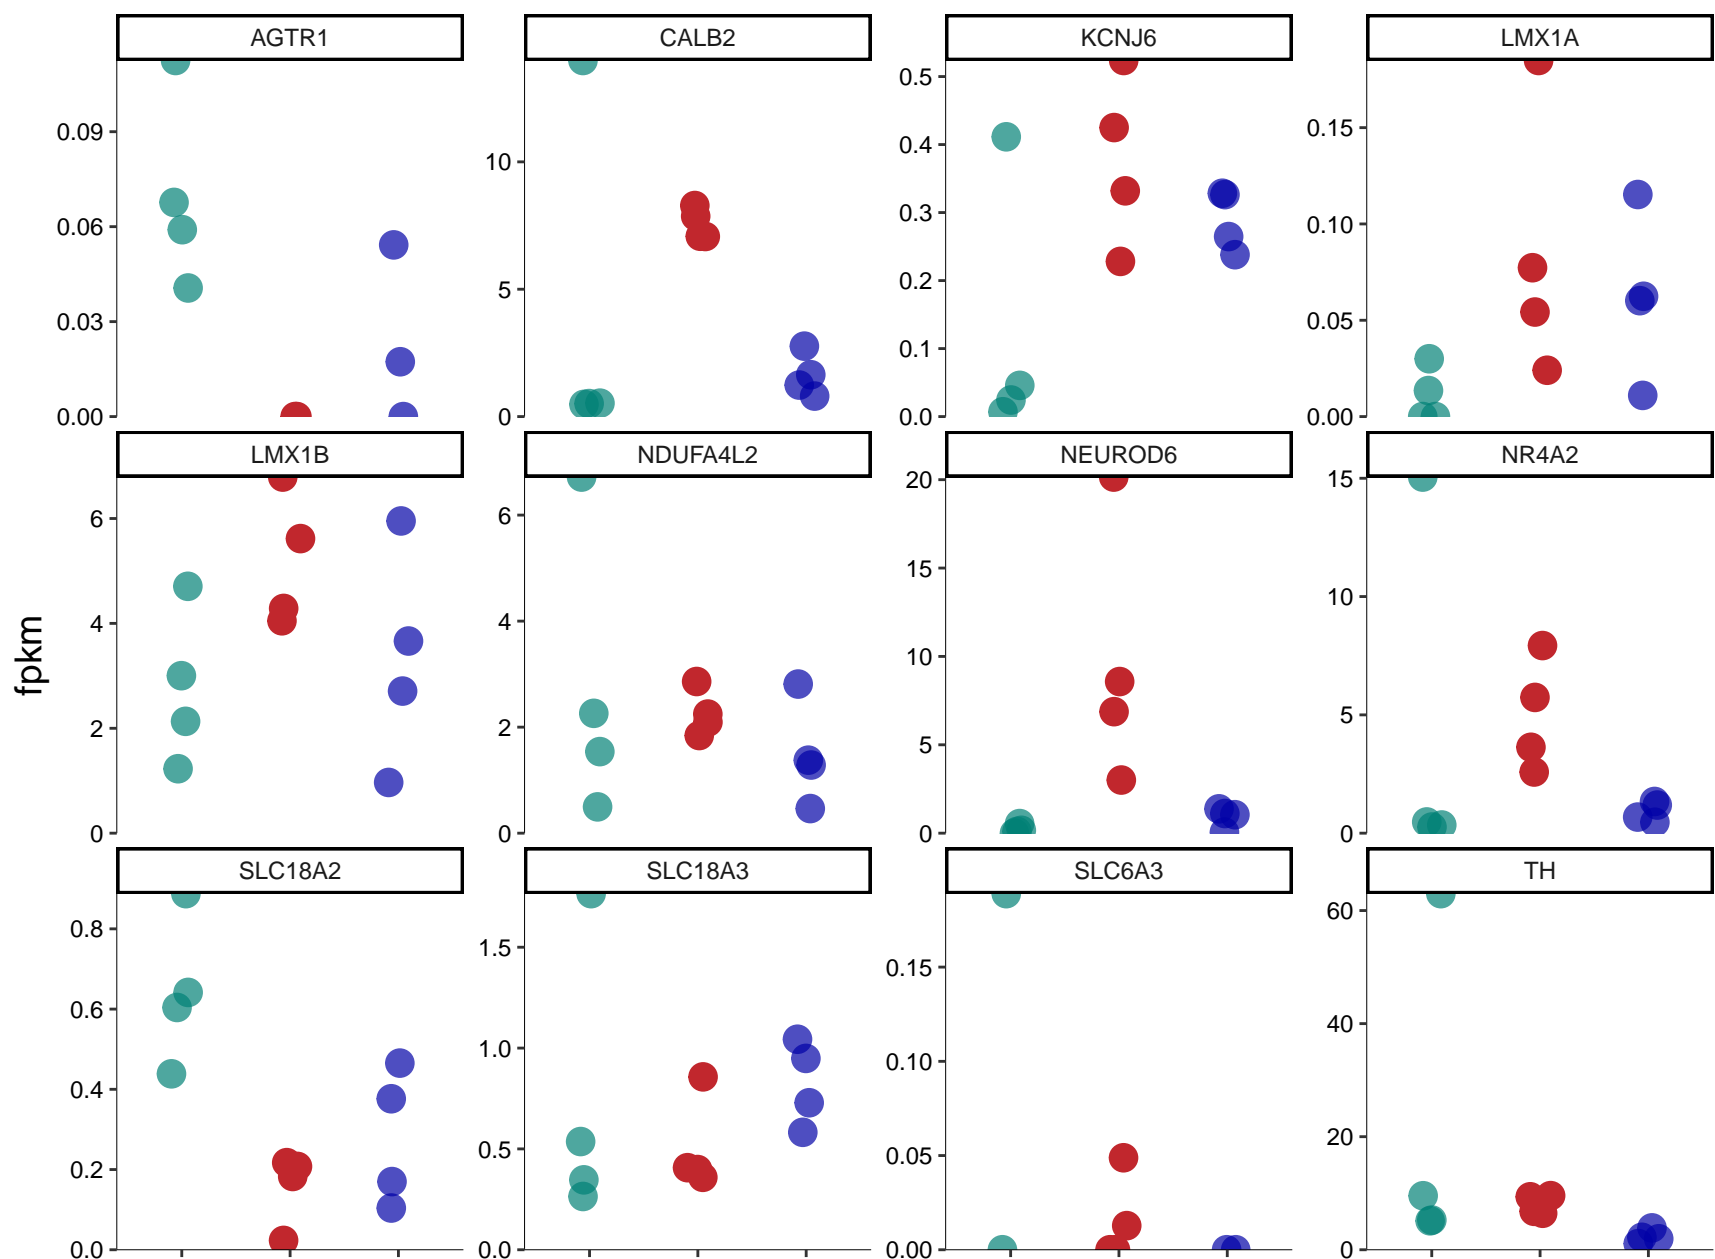 AGTR1 CALB2 KCNJ6 LMX1A
0.09 0.06 0.03 0.00
10 5 0
0.5 0.4 0.3 0.2 0.1 0.0
0.15 0.10 0.05 0.00
LMX1B NDUFA4L2 NEUROD6 NR4A2
6 4 2 0
6 4 2 0
20 15 10 5 0
15 10 5 0
fpkm
SLC18A2 SLC18A3 SLC6A3 TH
0.8 0.6 0.4 0.2 0.0
1.5 1.0 0.5 0.0
0.15 0.10 0.05 0.00
60 40 20 0